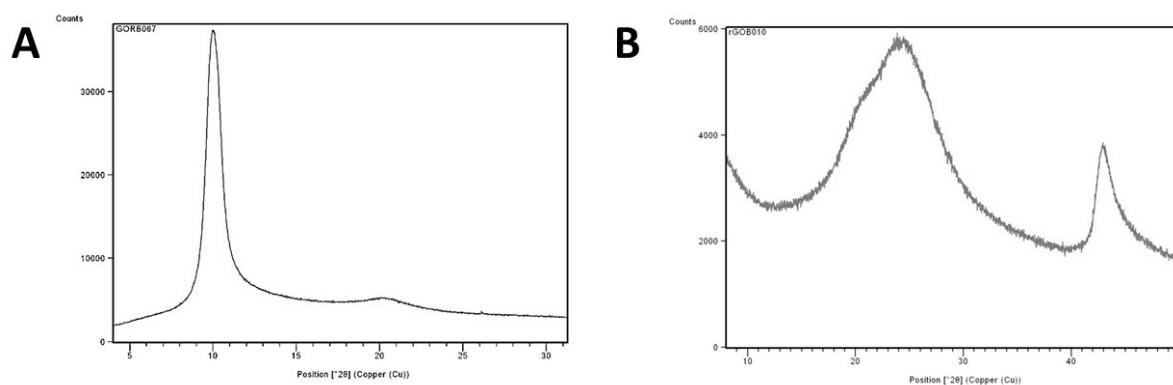 A
Counts
GORB067
30000
20000
10000
0
5 10 15 20 25 30
Position [°2θ] (Copper (Cu))
B
Counts
rGOB010
6000
4000
2000
0
10 20 30 40
Position [°2θ] (Copper (Cu))